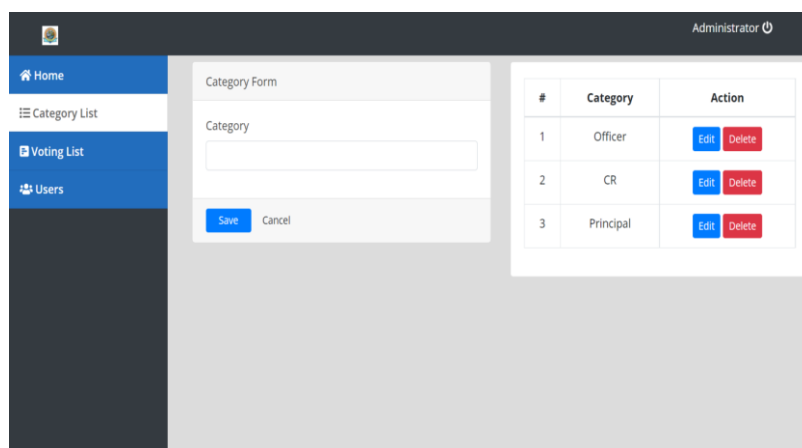 Administrator
Home
Category List
Voting List
Users
Category Form
Category
Save Cancel
# Category Action
1 Officer Edit Delete
2 CR Edit Delete
3 Principal Edit Delete